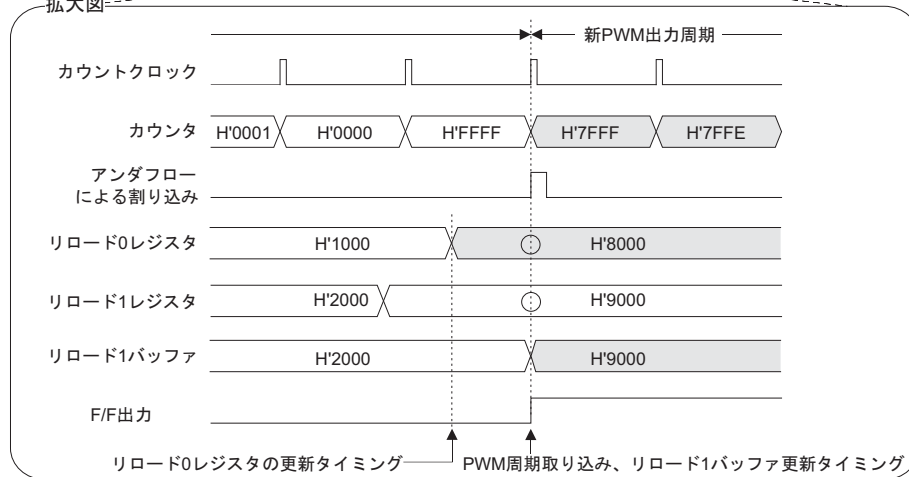 拡大図
新PWM出力周期
カウントクロック
カウンタ H'0001 H'0000 H'FFFF H'7FFF H'7FFE
アンダフロー
による割り込み
リロード0レジスタ H'1000 H'8000
リロード1レジスタ H'2000 H'9000
リロード1バッファ H'2000 H'9000
F/F出力
リロード0レジスタの更新タイミング PWM周期取り込み、リロード1バッファ更新タイミング